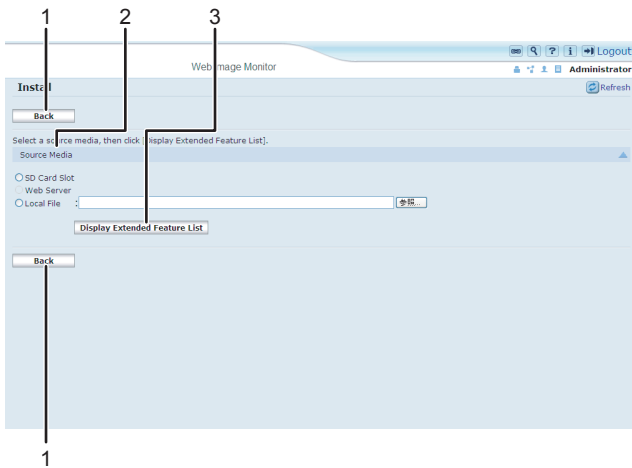 1 2 3
Logout
Web Image Monitor
Administrator
Install
Refresh
Back
Select a source media, then click [Display Extended Feature List].
Source Media
SD Card Slot
Web Server
Local File :
参照...
Display Extended Feature List
Back
1